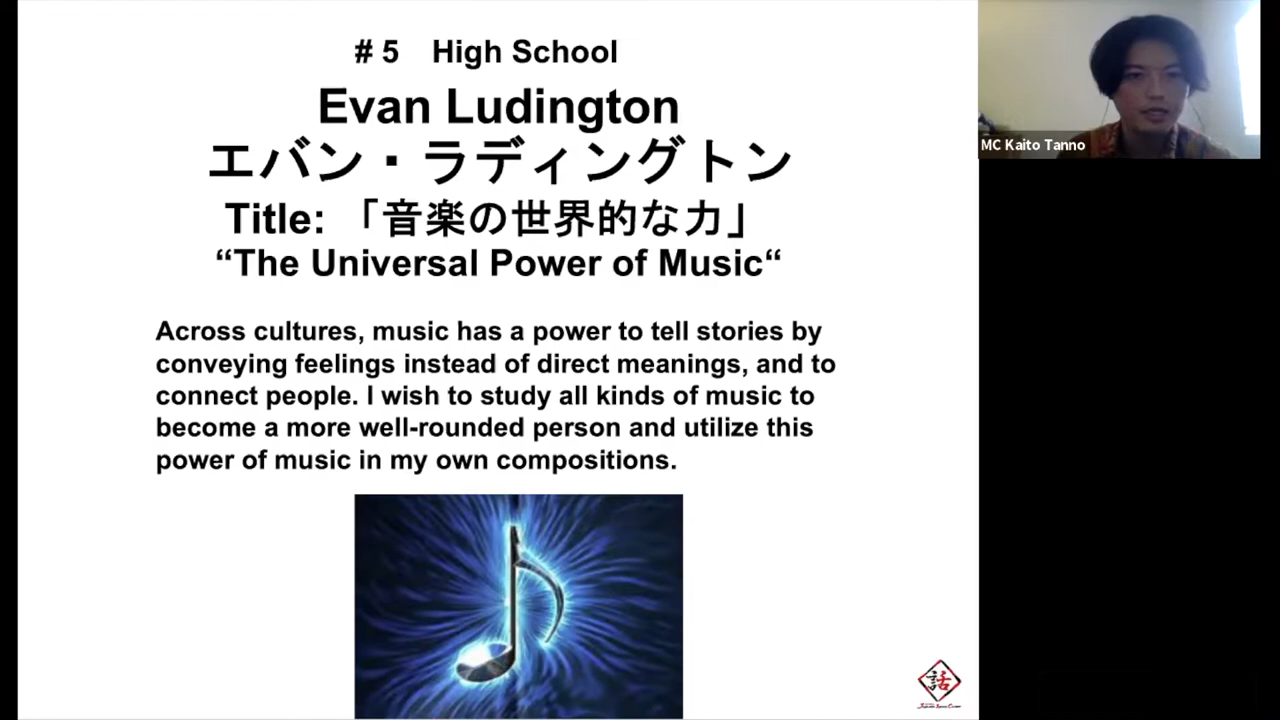 # 5 High School
Evan Ludington
エバン・ラディングトン
Title: 「音楽の世界的な力」
“The Universal Power of Music“
Across cultures, music has a power to tell stories by
conveying feelings instead of direct meanings, and to
connect people. I wish to study all kinds of music to
become a more well-rounded person and utilize this
power of music in my own compositions.
MC Kaito Tanno
話